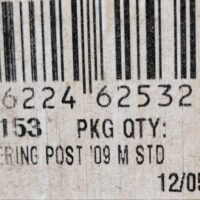 6224 62532
153 PKG QTY:
ERING POST '09 M STD
12/05